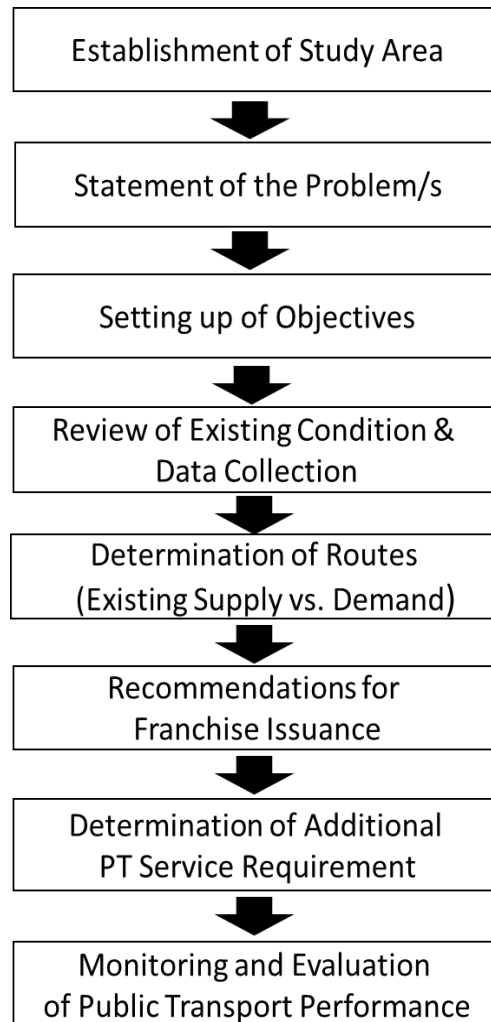 Establishment of Study Area
Statement of the Problem/s
Setting up of Objectives
Review of Existing Condition &
Data Collection
Determination of Routes
(Existing Supply vs. Demand)
Recommendations for
Franchise Issuance
Determination of Additional
PT Service Requirement
Monitoring and Evaluation
of Public Transport Performance